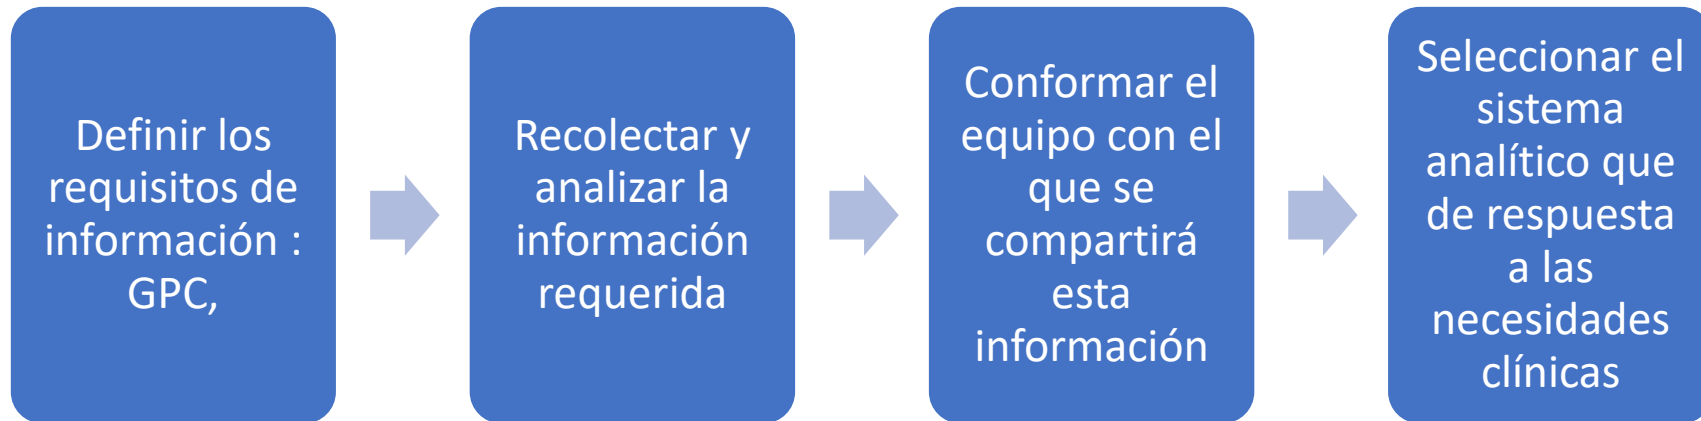 Definir los
requisitos de
información :
GPC,
Recolectar y
analizar la
información
requerida
Conformar el
equipo con el
que se
compartirá
esta
información
Seleccionar el
sistema
analítico que
de respuesta
a las
necesidades
clínicas